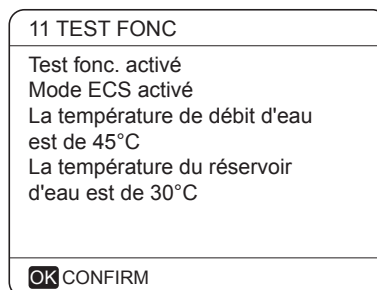 11 TEST FONC
Test fonc. activé
Mode ECS activé
La température de débit d'eau
est de 45°C
La température du réservoir
d'eau est de 30°C
OK CONFIRM